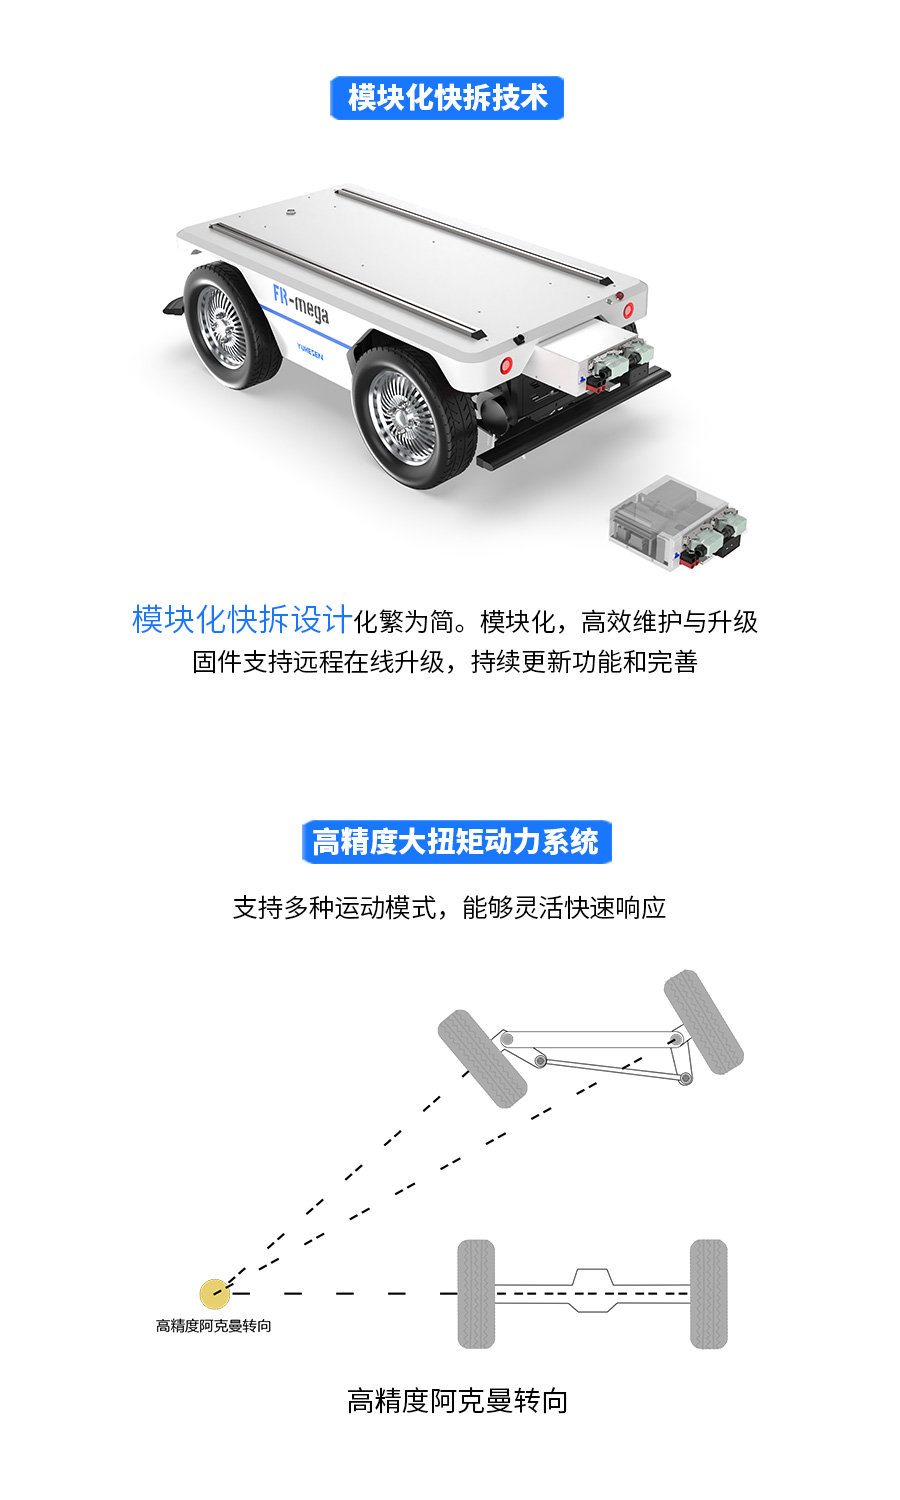 模块化快拆技术
FR-mega
YUHESEN
模块化快拆设计化繁为简。模块化，高效维护与升级
固件支持远程在线升级，持续更新功能和完善
高精度大扭矩动力系统
支持多种运动模式，能够灵活快速响应
高精度阿克曼转向
高精度阿克曼转向